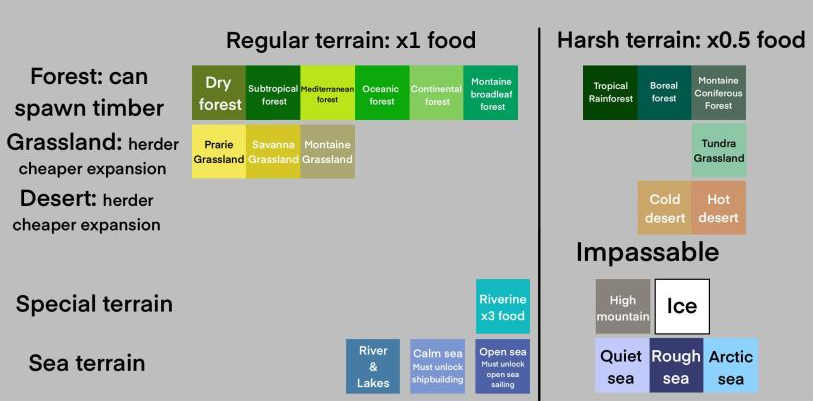 Regular terrain: x1 food
Harsh terrain: x0.5 food
Forest: can
spawn timber
Dry
forest
Subtropical
forest
Mediterranean
forest
Oceanic
forest
Continental
forest
Montaine
broadleaf
forest
Tropical
Rainforest
Boreal
forest
Montaine
Coniferous
Forest
Grassland: herder
cheaper expansion
Prarie
Grassland
Savanna
Grassland
Montaine
Grassland
Tundra
Grassland
Desert: herder
cheaper expansion
Cold
desert
Hot
desert
Impassable
Special terrain
Riverine
x3 food
High
mountain
Ice
Sea terrain
River
&
Lakes
Calm sea
Must unlock
shipbuilding
Open sea
Must unlock
open sea
sailing
Quiet
sea
Rough
sea
Arctic
sea